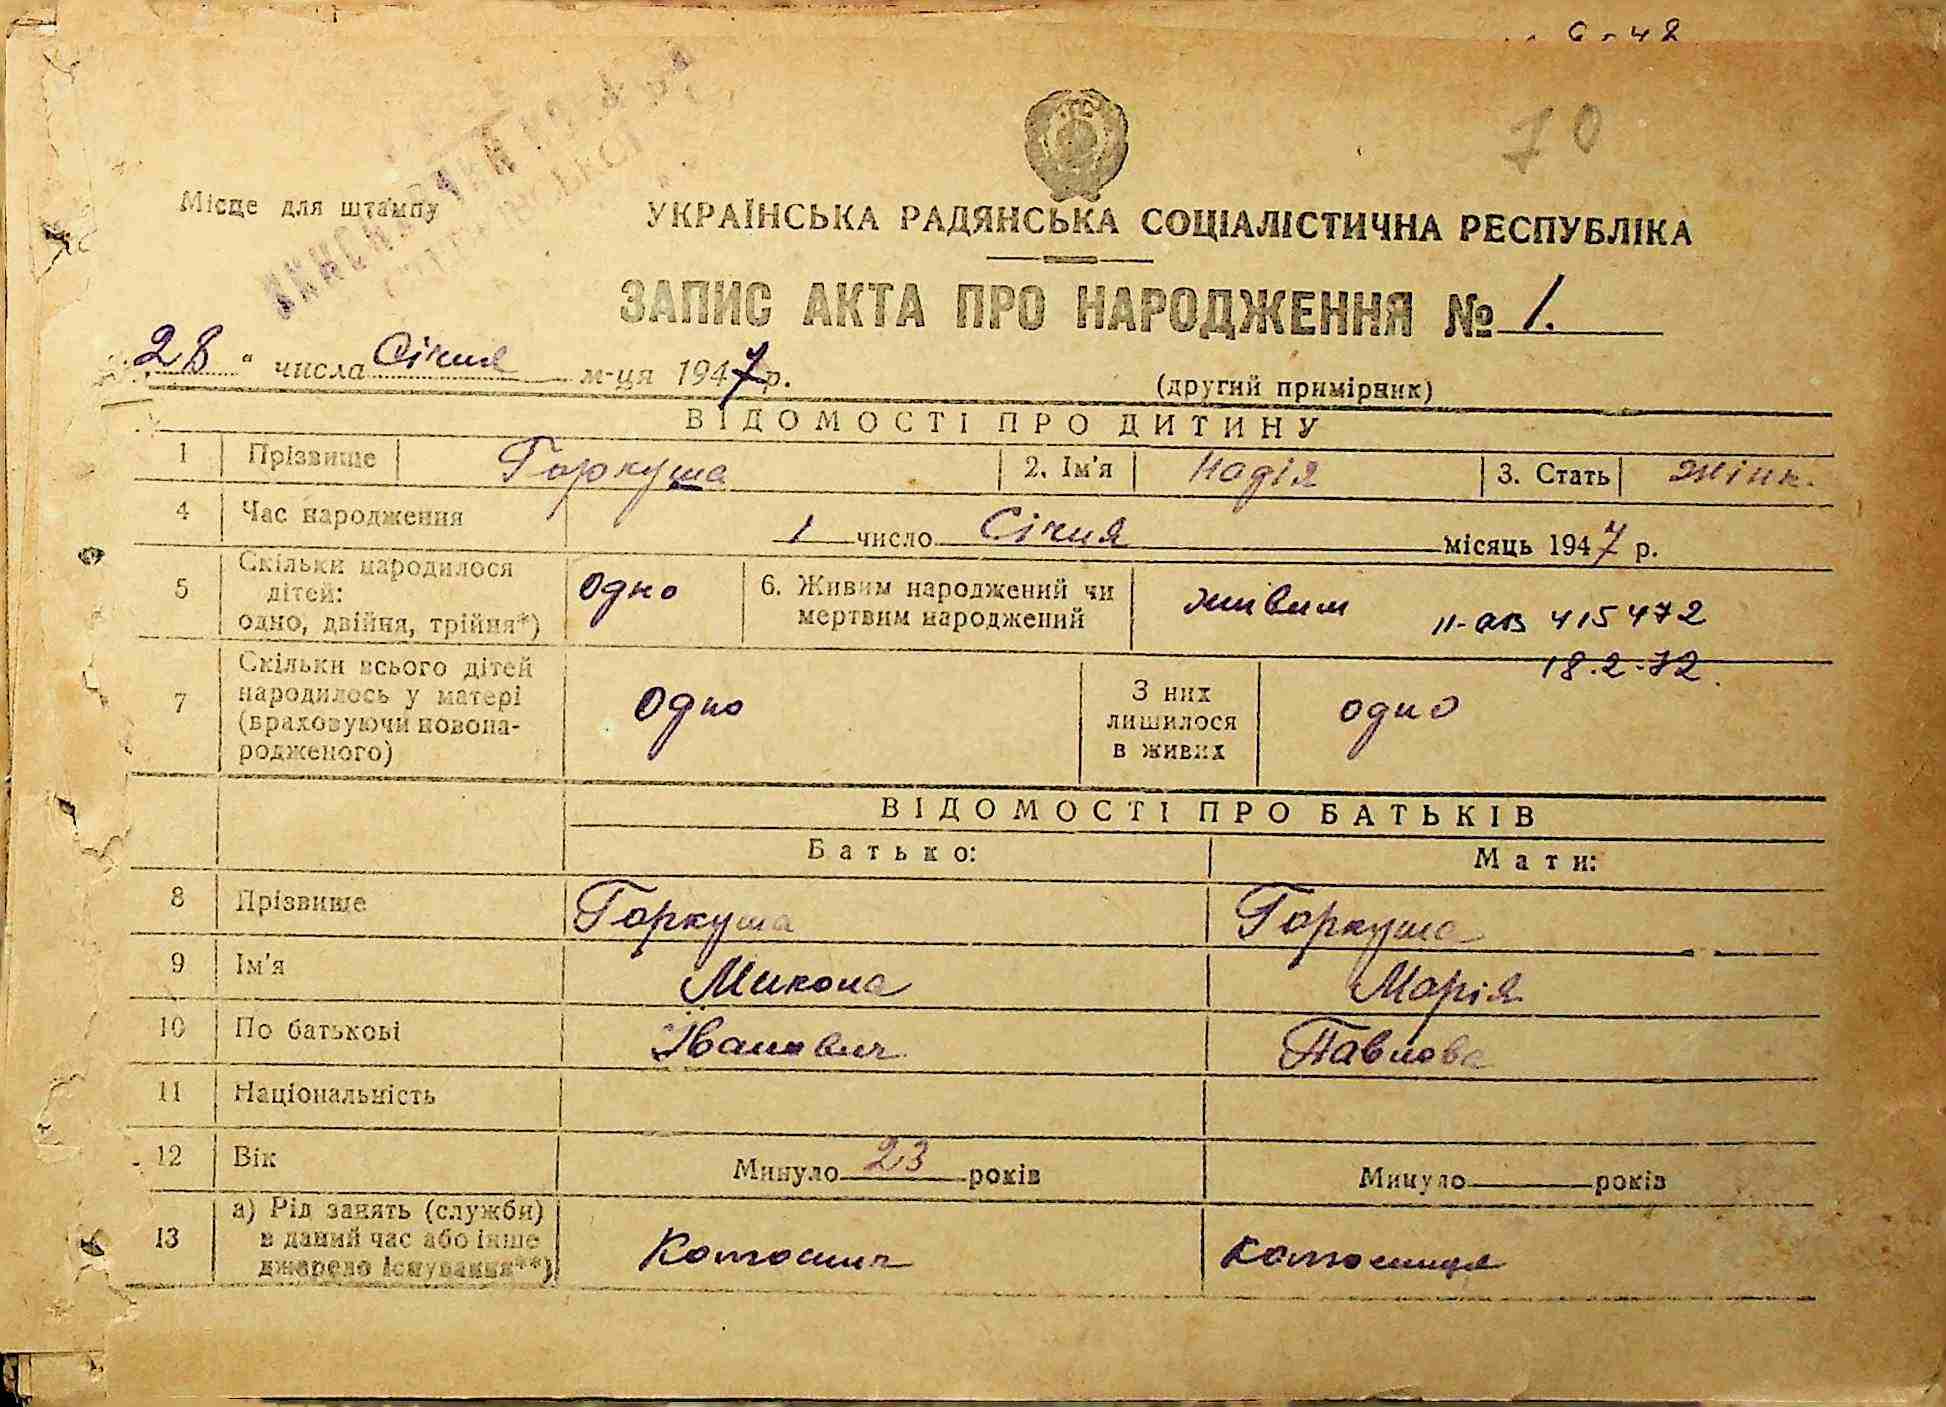 6-48
70
Місце для штампу
УКРАЇНСЬКА РАДЯНСЬКА СОЦІАЛІСТИЧНА РЕСПУБЛІКА
ЗАПИС АКТА ПРО НАРОДЖЕННЯ № 1.
28 " числа Січня м-ця 1947 р.
(другий примірник)
ВІДОМОСТІ ПРО ДИТИНУ
1 Прізвище Горкуша 2. Ім'я Надія 3. Стать жінк.
4 Час народження 1 число Січня місяць 1947 р.
5 Скільки народилося дітей: одно, двійня, трійня*) одно 6. Живим народжений чи мертвим народжений живим
II-АВ 415472
18.2-72.
7 Скільки всього дітей народилось у матері (враховуючи новонародженого) одно З них лишилося в живих одно
ВІДОМОСТІ ПРО БАТЬКІВ
Батько: Мати:
8 Прізвище Горкуша Горкуша
9 Ім'я Микола Марія
10 По батькові Іванович Павлова
11 Національність
12 Вік Минуло 23 років Минуло років
13 а) Рід занять (служби) в даний час або інше джерело існування**) Колгоспник колгоспниця